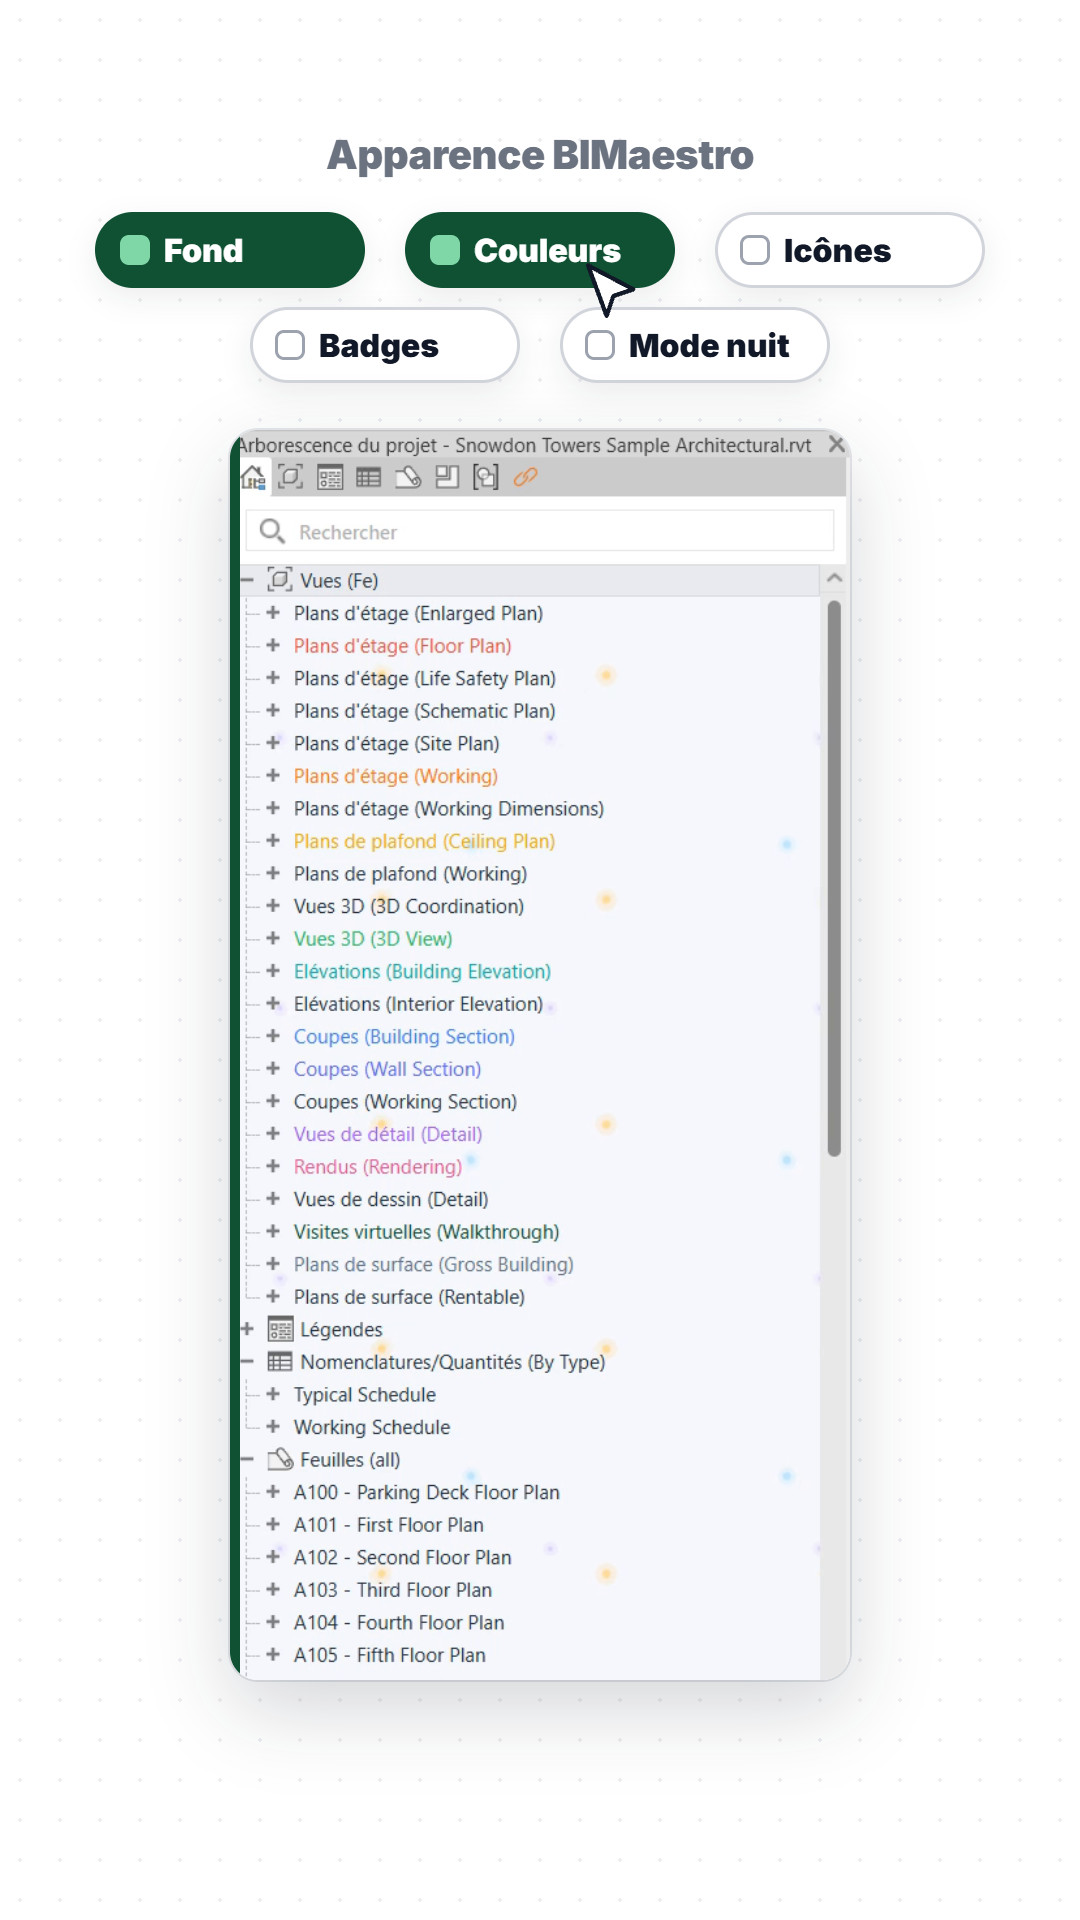 Apparence BIMaestro
Fond
Couleurs
Icônes
Badges
Mode nuit
Arborescence du projet - Snowdon Towers Sample Architectural.rvt
Rechercher
Vues (Fe)
Plans d'étage (Enlarged Plan)
Plans d'étage (Floor Plan)
Plans d'étage (Life Safety Plan)
Plans d'étage (Schematic Plan)
Plans d'étage (Site Plan)
Plans d'étage (Working)
Plans d'étage (Working Dimensions)
Plans de plafond (Ceiling Plan)
Plans de plafond (Working)
Vues 3D (3D Coordination)
Vues 3D (3D View)
Elévations (Building Elevation)
Elévations (Interior Elevation)
Coupes (Building Section)
Coupes (Wall Section)
Coupes (Working Section)
Vues de détail (Detail)
Rendus (Rendering)
Vues de dessin (Detail)
Visites virtuelles (Walkthrough)
Plans de surface (Gross Building)
Plans de surface (Rentable)
Légendes
Nomenclatures/Quantités (By Type)
Typical Schedule
Working Schedule
Feuilles (all)
A100 - Parking Deck Floor Plan
A101 - First Floor Plan
A102 - Second Floor Plan
A103 - Third Floor Plan
A104 - Fourth Floor Plan
A105 - Fifth Floor Plan